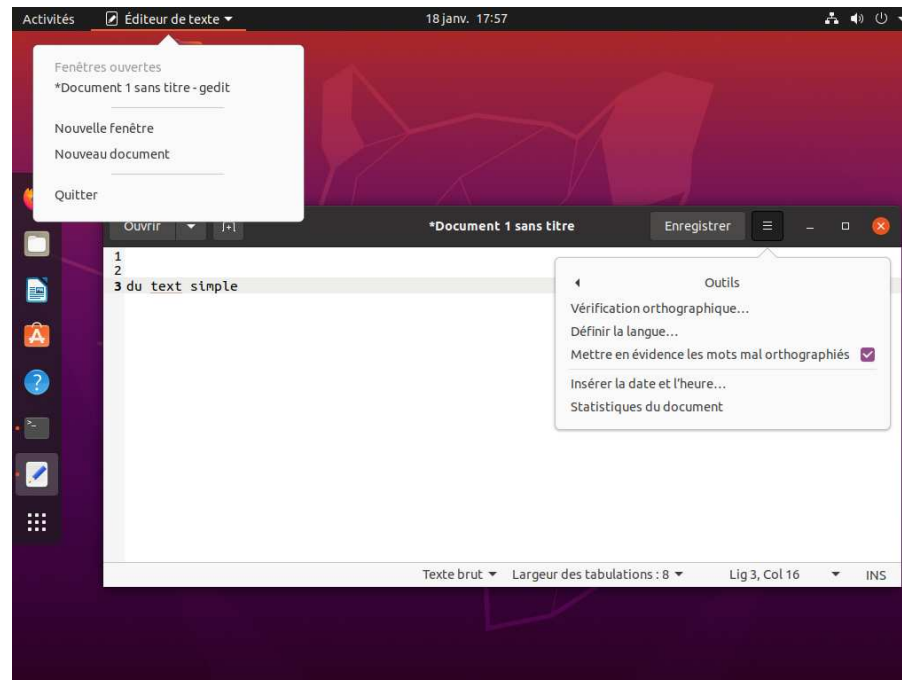 Activités Éditeur de texte 18 janv. 17:57
Fenêtres ouvertes
*Document 1 sans titre - gedit
Nouvelle fenêtre
Nouveau document
Quitter
Ouvrir *Document 1 sans titre Enregistrer
1
2
3 du text simple
Outils
Vérification orthographique...
Définir la langue...
Mettre en évidence les mots mal orthographiés
Insérer la date et l'heure...
Statistiques du document
Texte brut Largeur des tabulations : 8 Lig 3, Col 16 INS